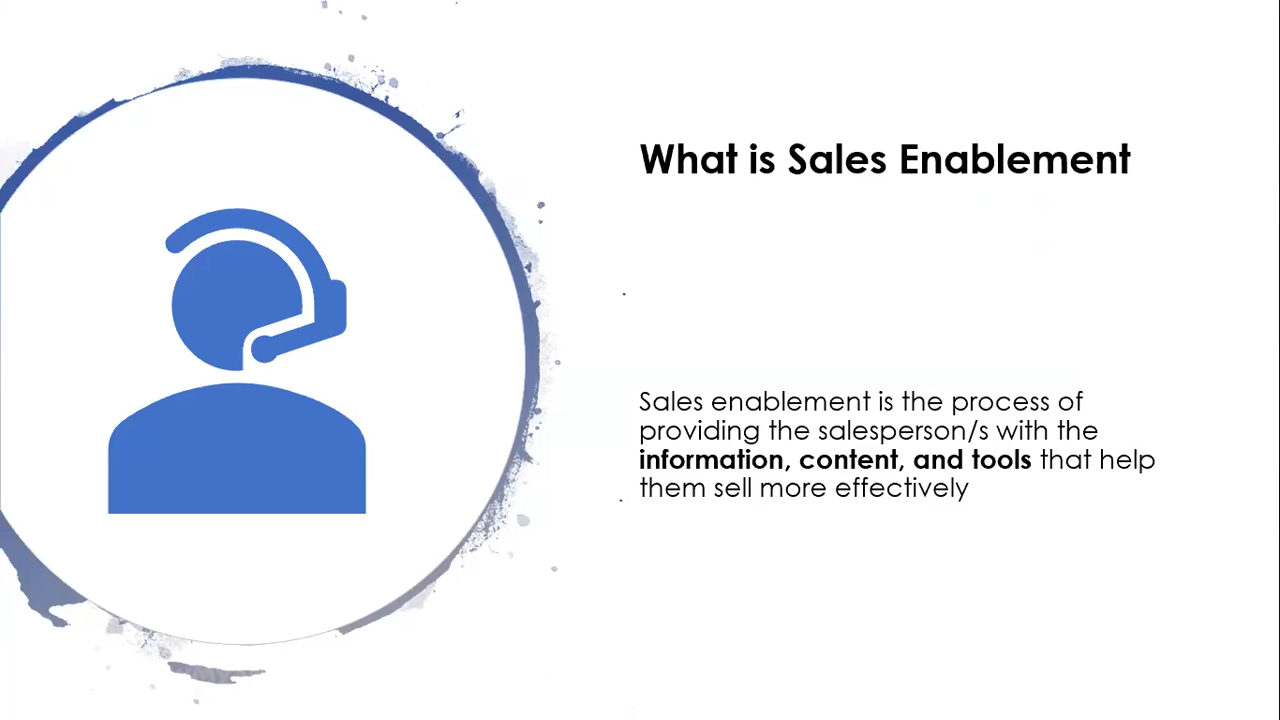 What is Sales Enablement
Sales enablement is the process of
providing the salesperson/s with the
information, content, and tools that help
them sell more effectively